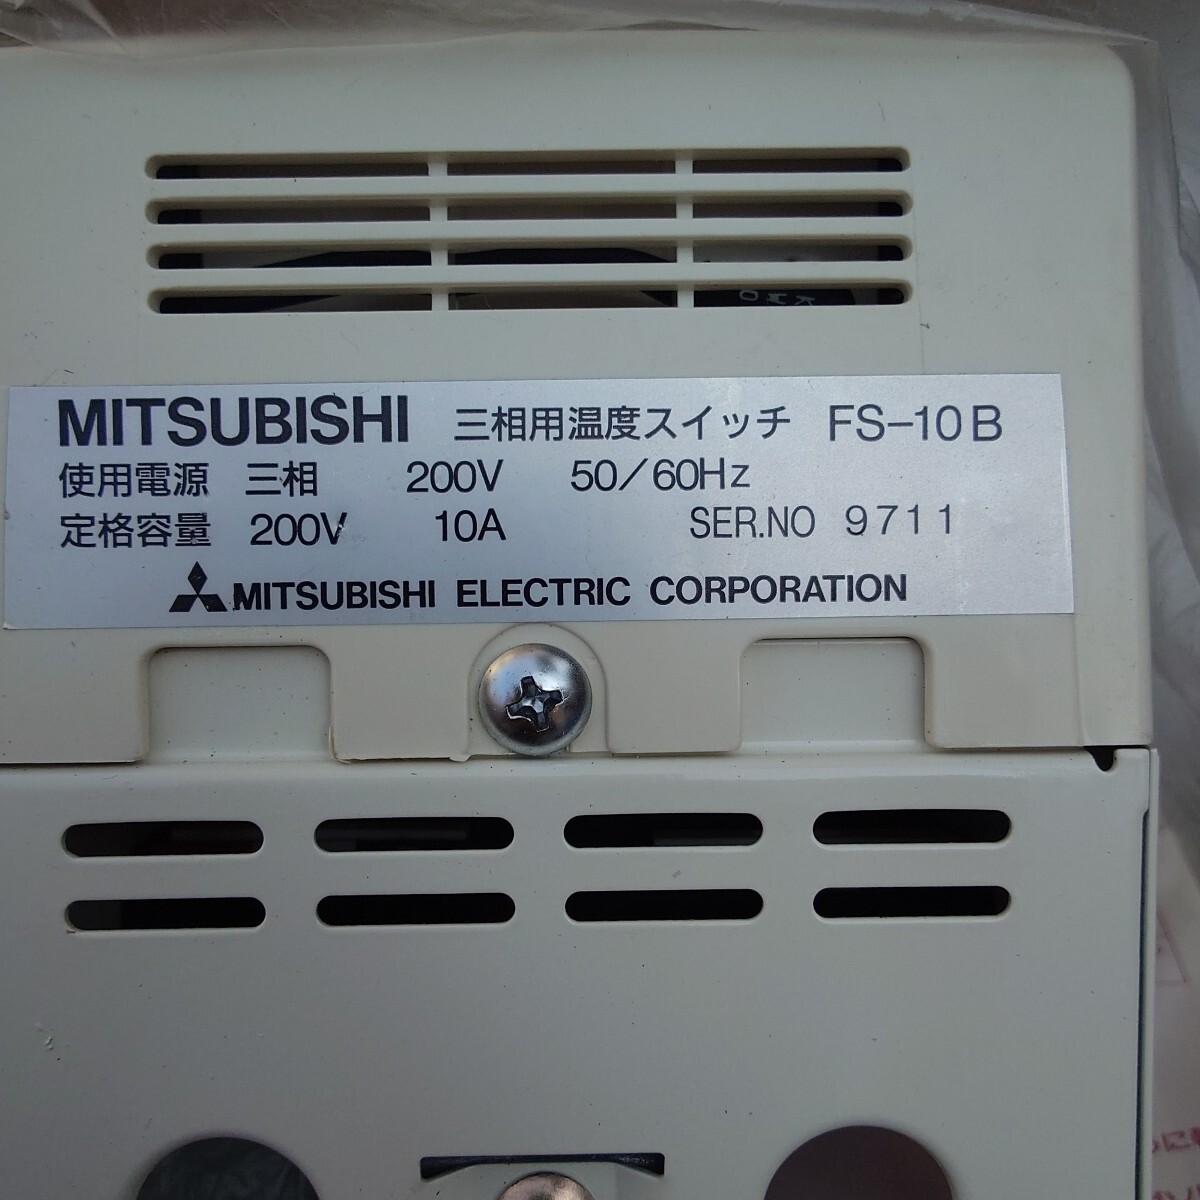 MITSUBISHI 三相用温度スイッチ FS-10B
使用電源 三相 200V 50/60Hz
定格容量 200V 10A SER.NO 9711
MITSUBISHI ELECTRIC CORPORATION